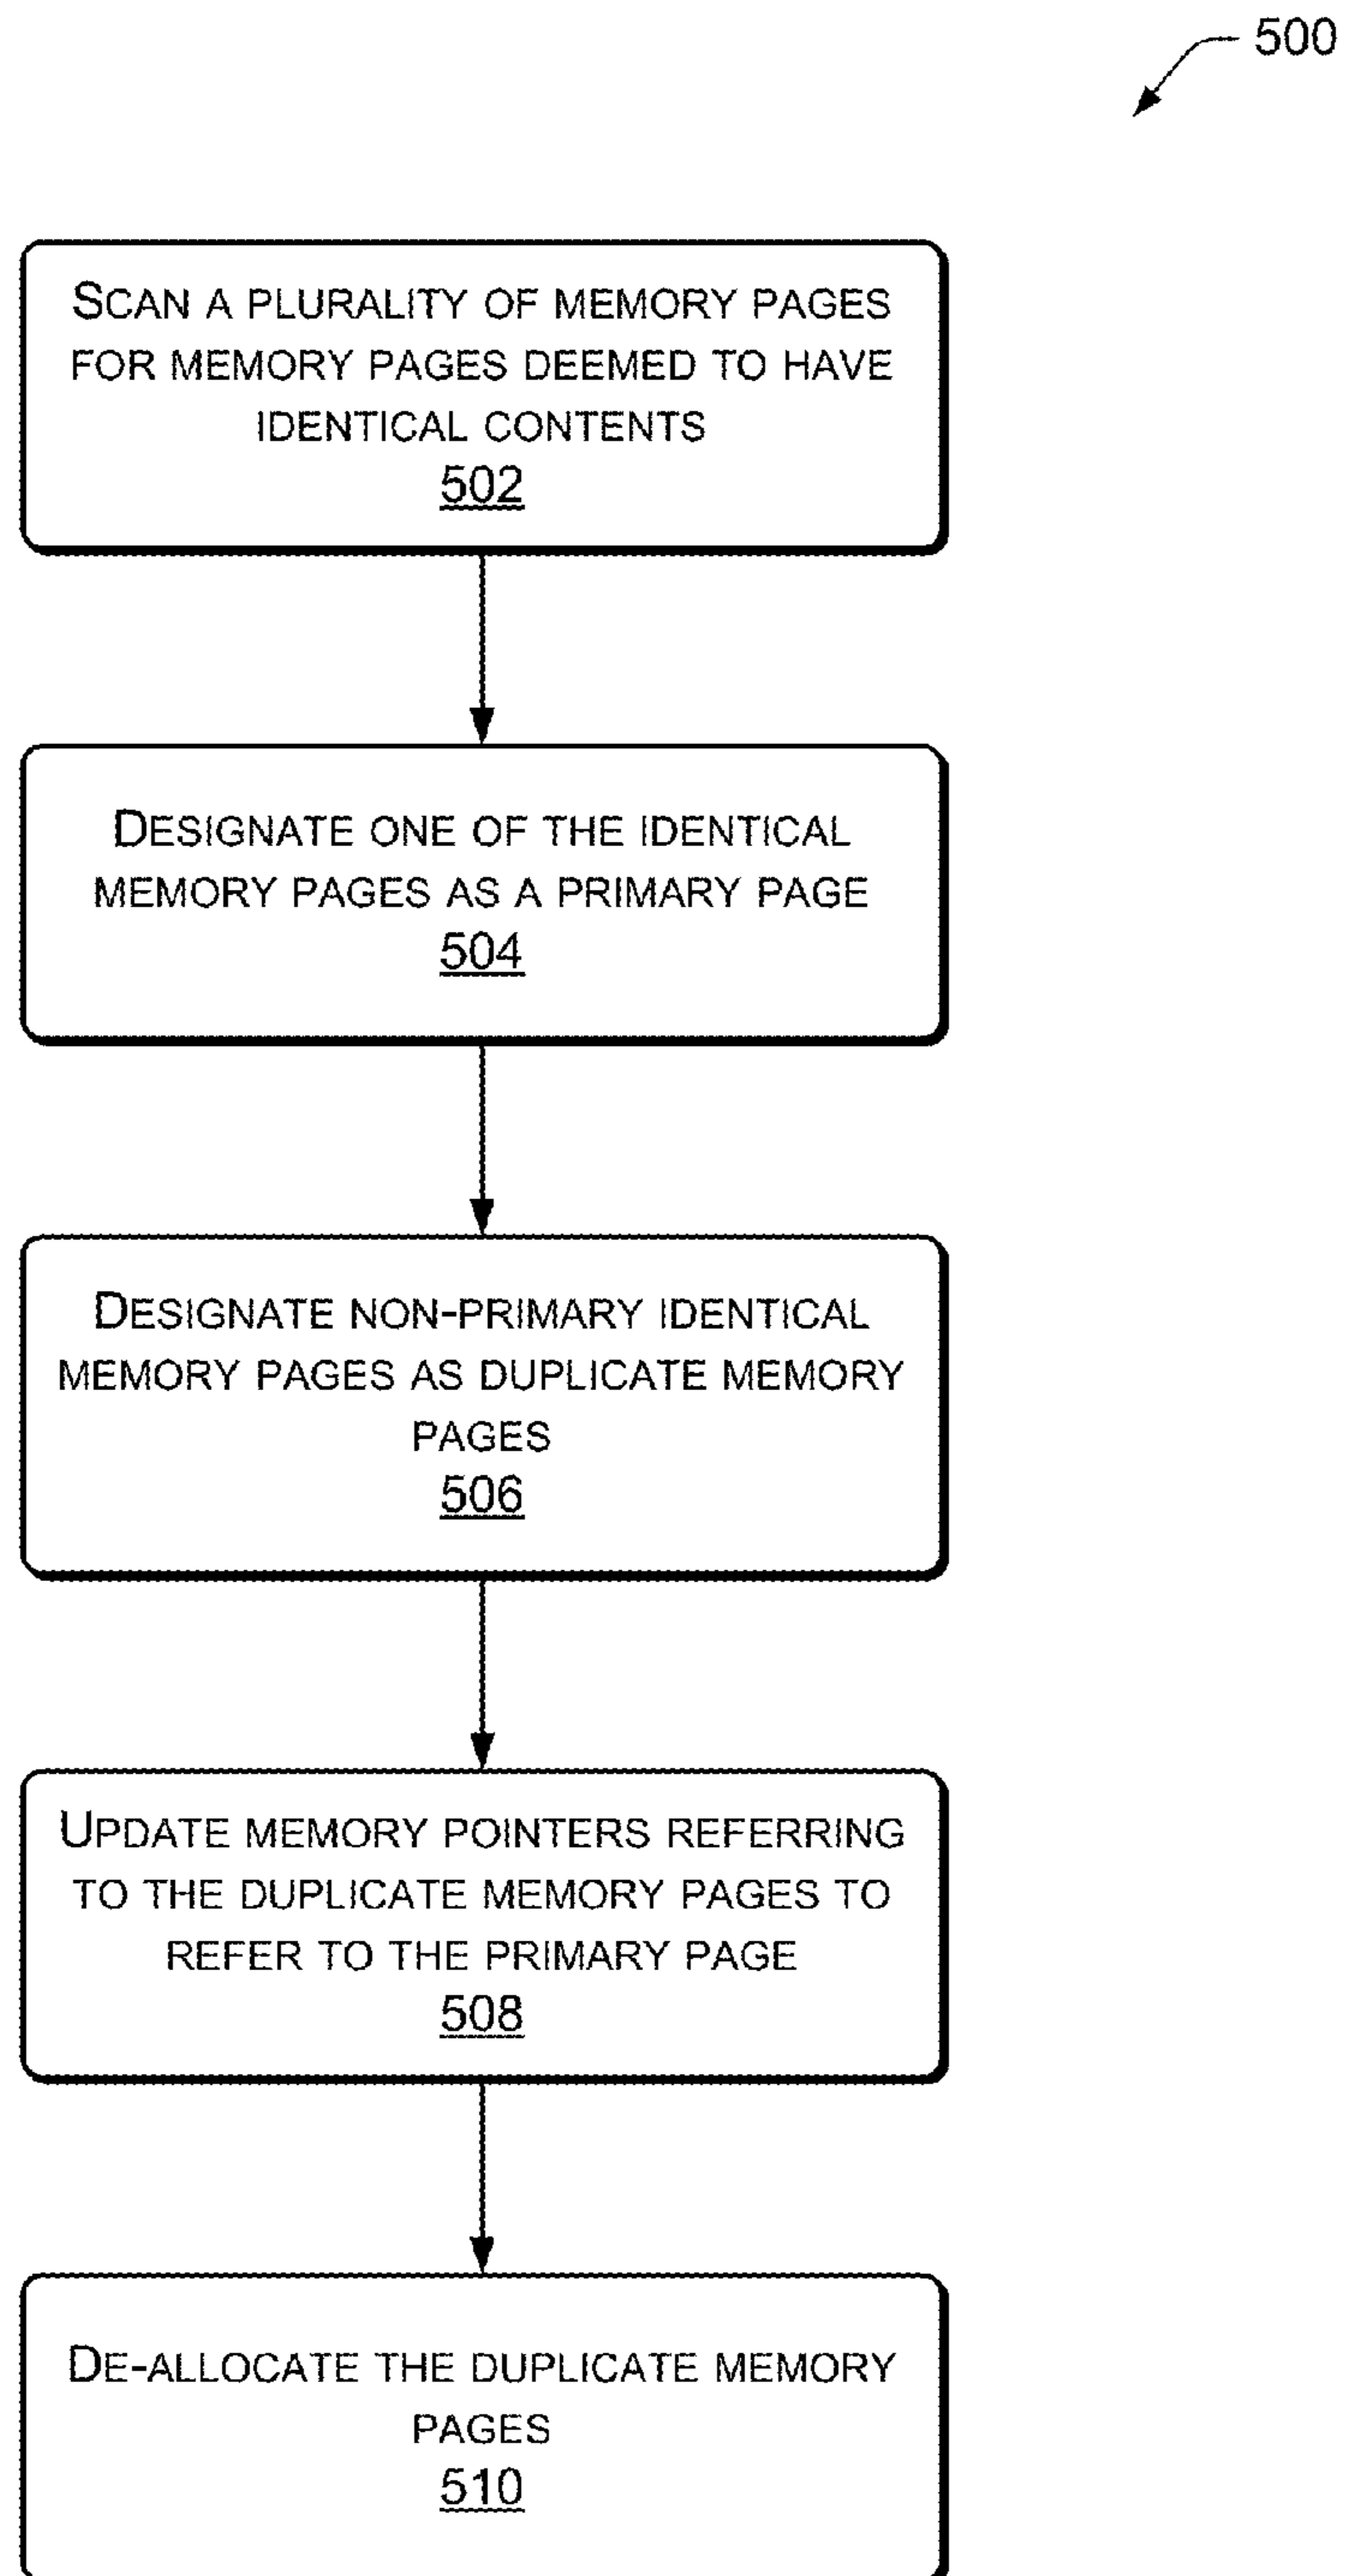 500
SCAN A PLURALITY OF MEMORY PAGES
FOR MEMORY PAGES DEEMED TO HAVE
IDENTICAL CONTENTS
502
DESIGNATE ONE OF THE IDENTICAL
MEMORY PAGES AS A PRIMARY PAGE
504
DESIGNATE NON-PRIMARY IDENTICAL
MEMORY PAGES AS DUPLICATE MEMORY
PAGES
506
UPDATE MEMORY POINTERS REFERRING
TO THE DUPLICATE MEMORY PAGES TO
REFER TO THE PRIMARY PAGE
508
DE-ALLOCATE THE DUPLICATE MEMORY
PAGES
510